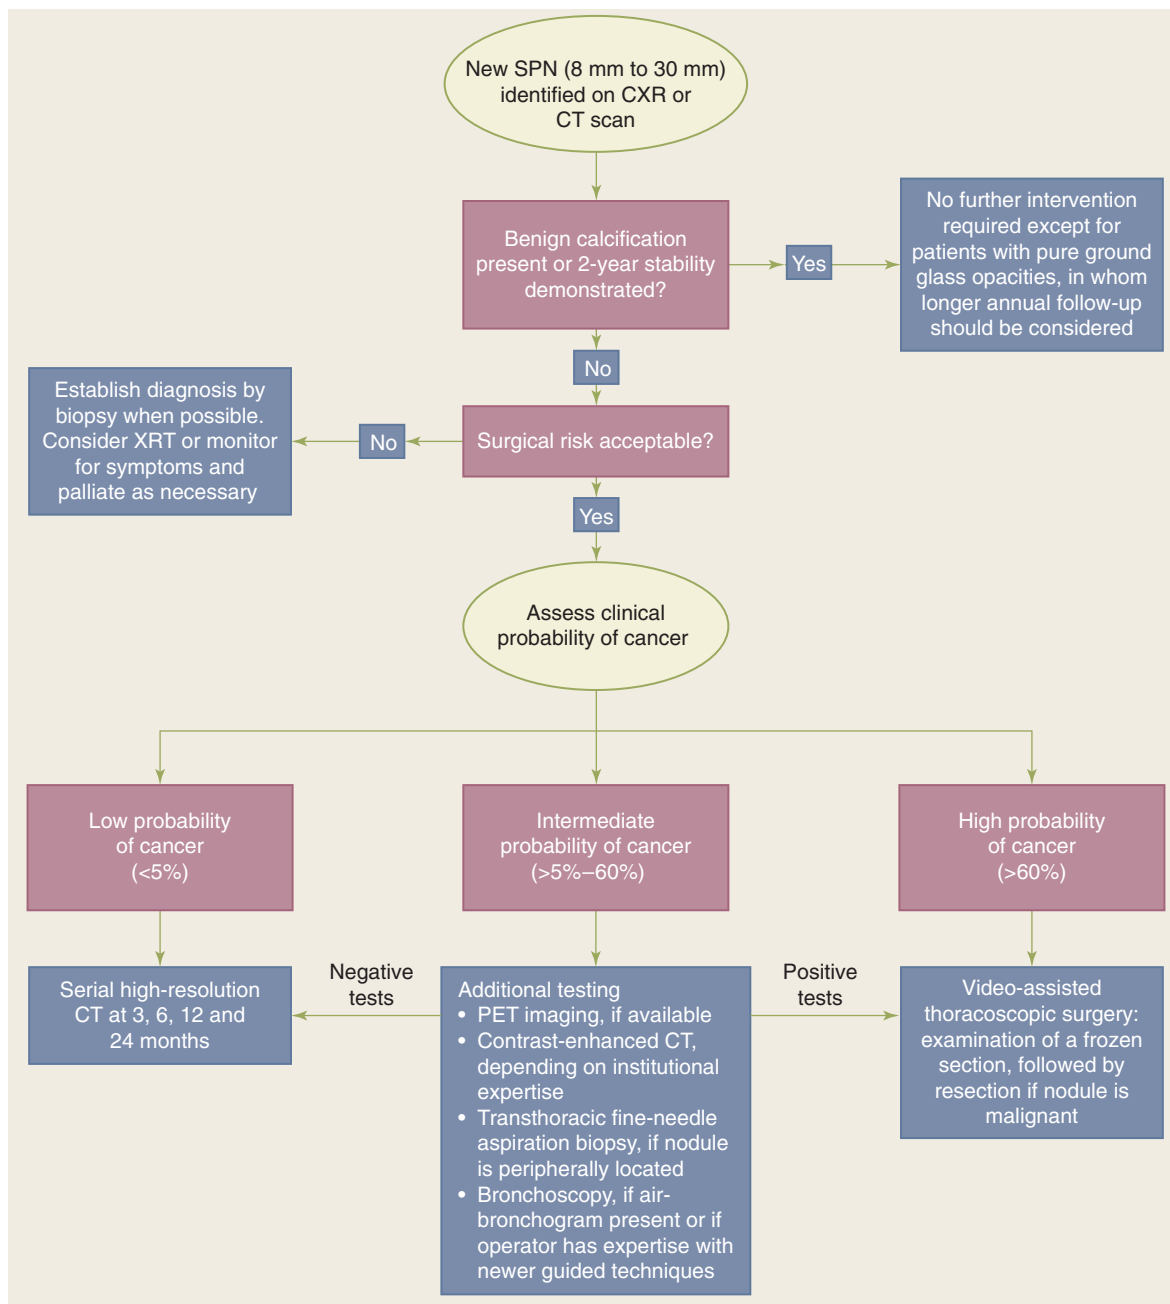 New SPN (8 mm to 30 mm)
identified on CXR or
CT scan
Benign calcification
present or 2-year stability
demonstrated?
Yes
No further intervention
required except for
patients with pure ground
glass opacities, in whom
longer annual follow-up
should be considered
No
Surgical risk acceptable?
No
Establish diagnosis by
biopsy when possible.
Consider XRT or monitor
for symptoms and
palliate as necessary
Yes
Assess clinical
probability of cancer
Low probability
of cancer
(<5%)
Intermediate
probability of cancer
(>5%–60%)
High probability
of cancer
(>60%)
Serial high-resolution
CT at 3, 6, 12 and
24 months
Negative
tests
Additional testing
• PET imaging, if available
• Contrast-enhanced CT,
depending on institutional
expertise
• Transthoracic fine-needle
aspiration biopsy, if nodule
is peripherally located
• Bronchoscopy, if air-
bronchogram present or if
operator has expertise with
newer guided techniques
Positive
tests
Video-assisted
thoracoscopic surgery:
examination of a frozen
section, followed by
resection if nodule is
malignant